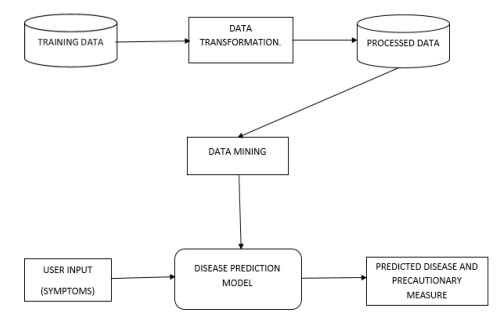 TRAINING DATA
DATA
TRANSFORMATION.
PROCESSED DATA
DATA MINING
USER INPUT
(SYMPTOMS)
DISEASE PREDICTION
MODEL
PREDICTED DISEASE AND
PRECAUTIONARY
MEASURE